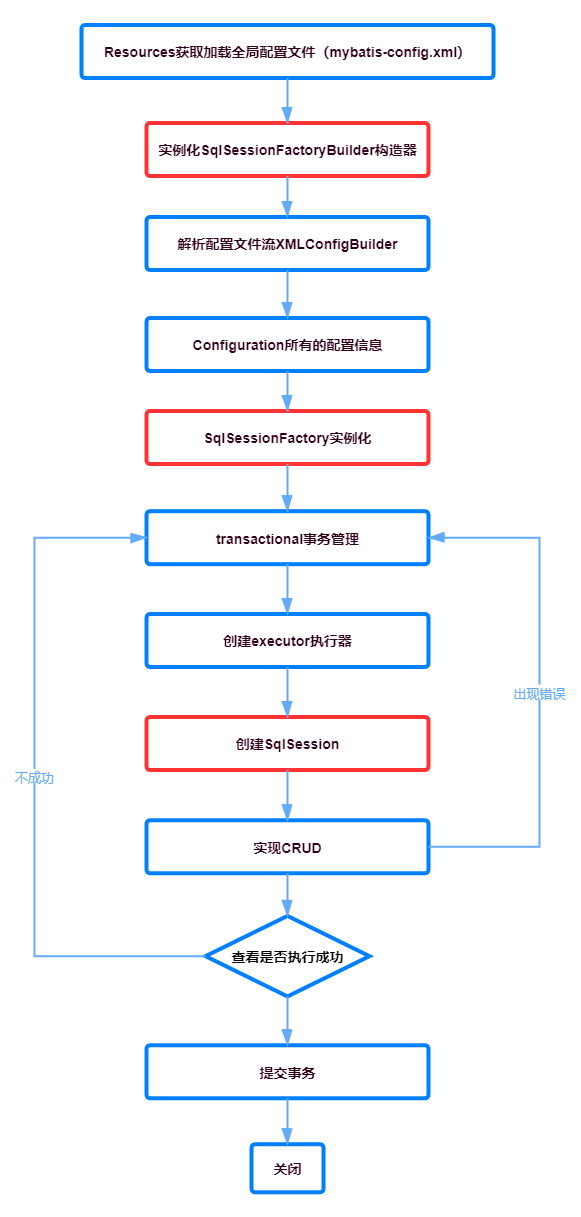 Resources获取加载全局配置文件（mybatis-config.xml）
实例化SqlSessionFactoryBuilder构造器
解析配置文件流XMLConfigBuilder
Configuration所有的配置信息
SqlSessionFactory实例化
transactional事务管理
创建executor执行器
出现错误
创建SqlSession
不成功
实现CRUD
查看是否执行成功
提交事务
关闭